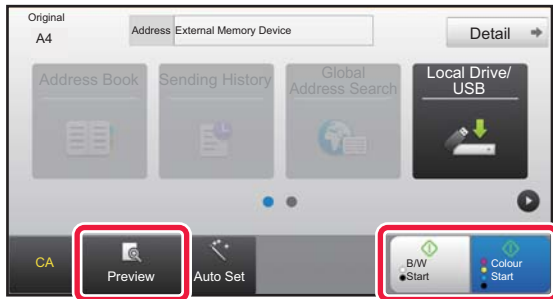 Original
A4
Address External Memory Device
Detail
Address Book
Sending History
Global
Address Search
Local Drive/
USB
CA
Preview
Auto Set
B/W
Start
Colour
Start